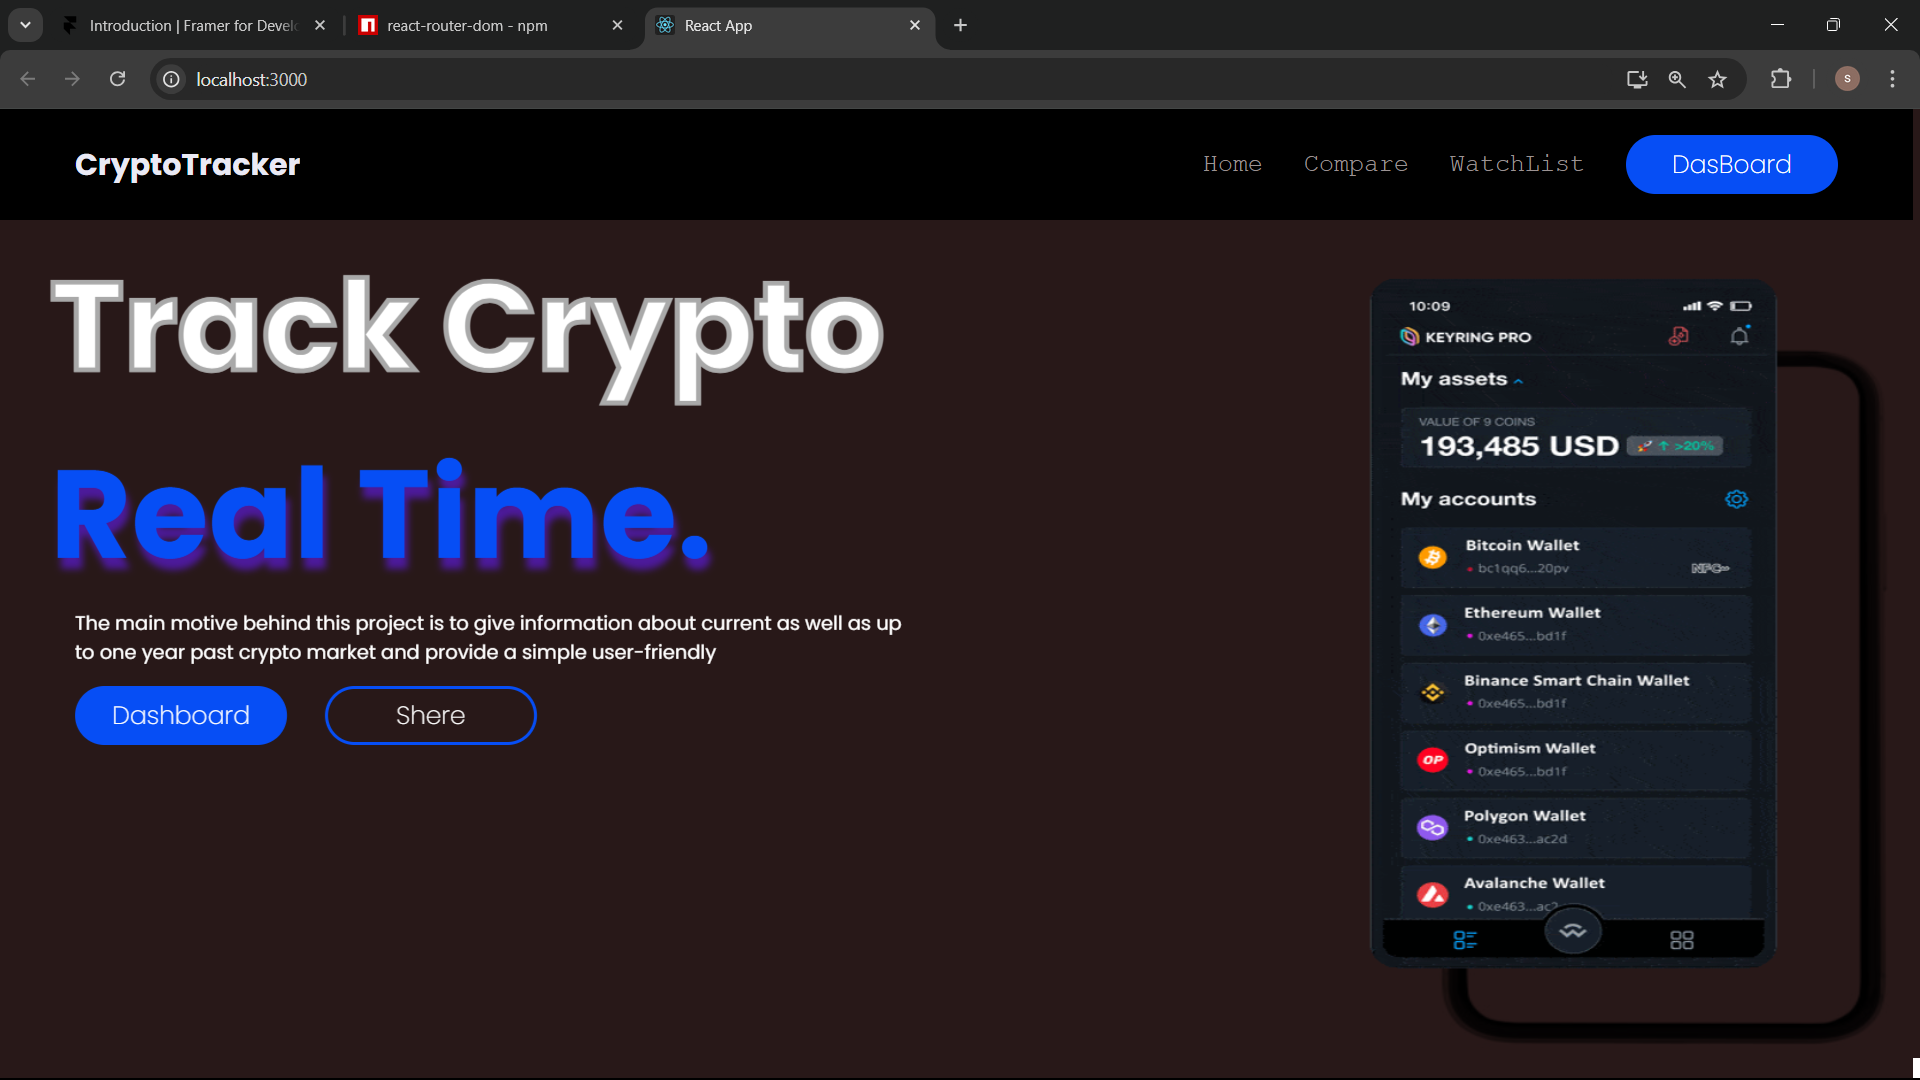 Introduction | Framer for Develo
react-router-dom - npm
React App
localhost:3000
S
CryptoTracker
Home
Compare
WatchList
DasBoard
Track Crypto
Real Time.
The main motive behind this project is to give information about current as well as up
to one year past crypto market and provide a simple user-friendly
Dashboard
Shere
10:09
KEYRING PRO
My assets
VALUE OF 9 COINS
193,485 USD
>20%
My accounts
Bitcoin Wallet
bc1qq6...20pv
NFC
Ethereum Wallet
0xe465...bd1f
Binance Smart Chain Wallet
0xe465...bd1f
OP
Optimism Wallet
0xe465...bd1f
Polygon Wallet
0xe463...ac2d
Avalanche Wallet
0xe463...ac2